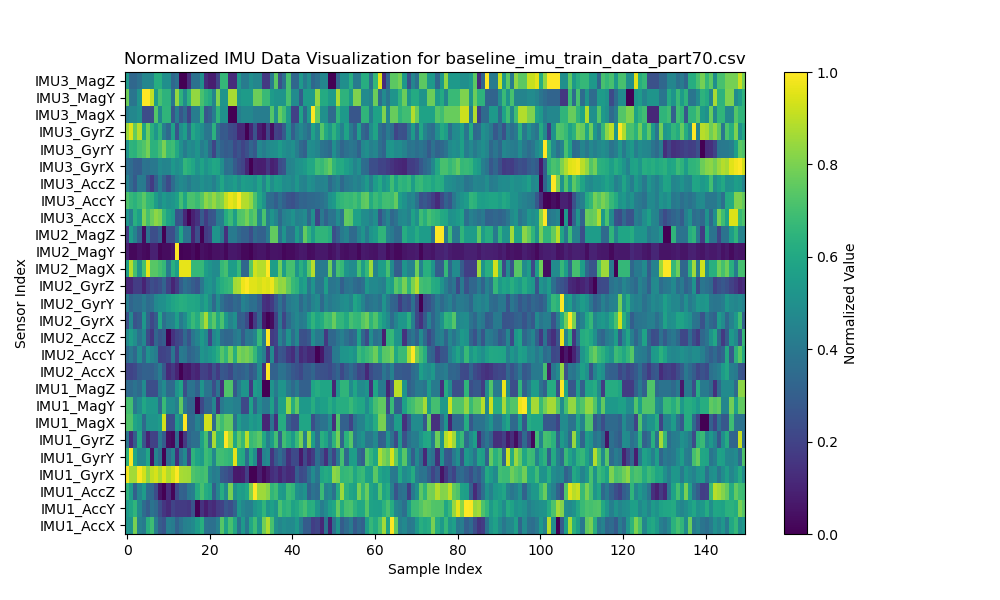 Normalized IMU Data Visualization for baseline_imu_train_data_part70.csv
IMU3_MagZ
IMU3_MagY
IMU3_MagX
IMU3_GyrZ
IMU3_GyrY
IMU3_GyrX
IMU3_AccZ
IMU3_AccY
IMU3_AccX
IMU2_MagZ
IMU2_MagY
IMU2_MagX
IMU2_GyrZ
IMU2_GyrY
IMU2_GyrX
IMU2_AccZ
IMU2_AccY
IMU2_AccX
IMU1_MagZ
IMU1_MagY
IMU1_MagX
IMU1_GyrZ
IMU1_GyrY
IMU1_GyrX
IMU1_AccZ
IMU1_AccY
IMU1_AccX
Sensor Index
0 20 40 60 80 100 120 140
Sample Index
1.0
0.8
0.6
0.4
0.2
0.0
Normalized Value